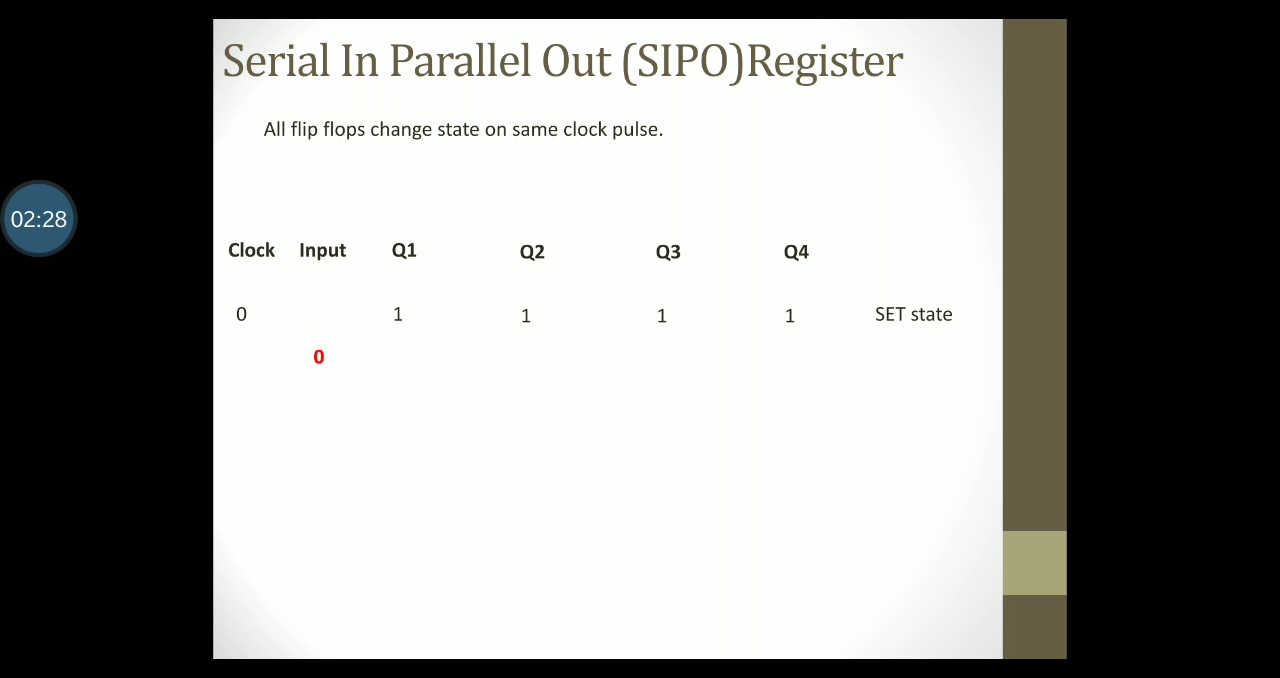 Serial In Parallel Out (SIPO)Register
All flip flops change state on same clock pulse.
02:28
Clock Input Q1 Q2 Q3 Q4
0 1 1 1 1 SET state
0